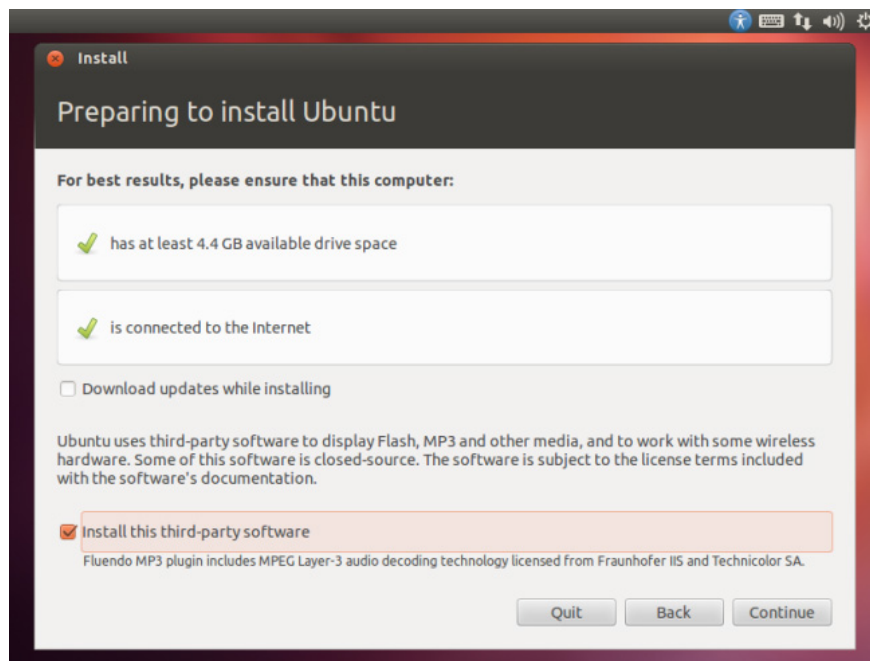 Install
Preparing to install Ubuntu
For best results, please ensure that this computer:
has at least 4.4 GB available drive space
is connected to the Internet
Download updates while installing
Ubuntu uses third-party software to display Flash, MP3 and other media, and to work with some wireless
hardware. Some of this software is closed-source. The software is subject to the license terms included
with the software's documentation.
Install this third-party software
Fluendo MP3 plugin includes MPEG Layer-3 audio decoding technology licensed from Fraunhofer IIS and Technicolor SA.
Quit Back Continue